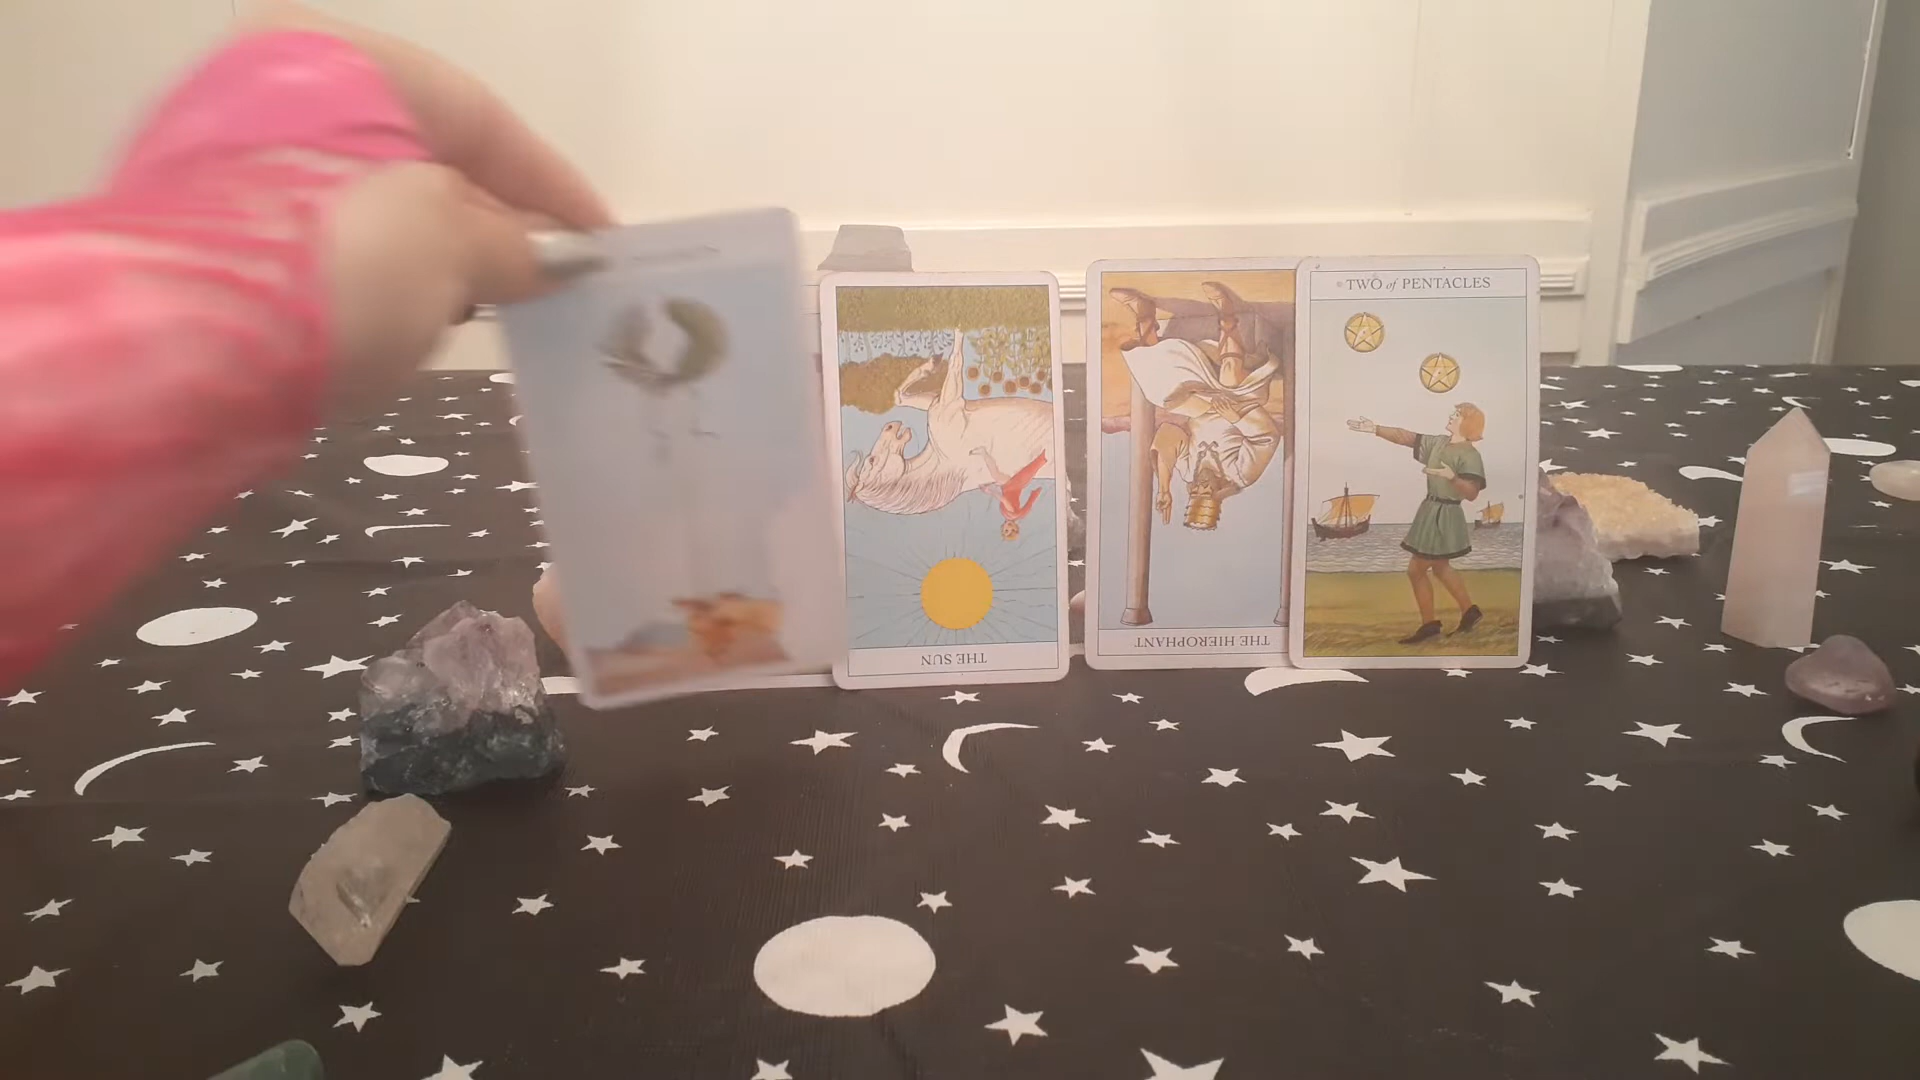 THE SUN
THE HIEROPHANT
TWO of PENTACLES